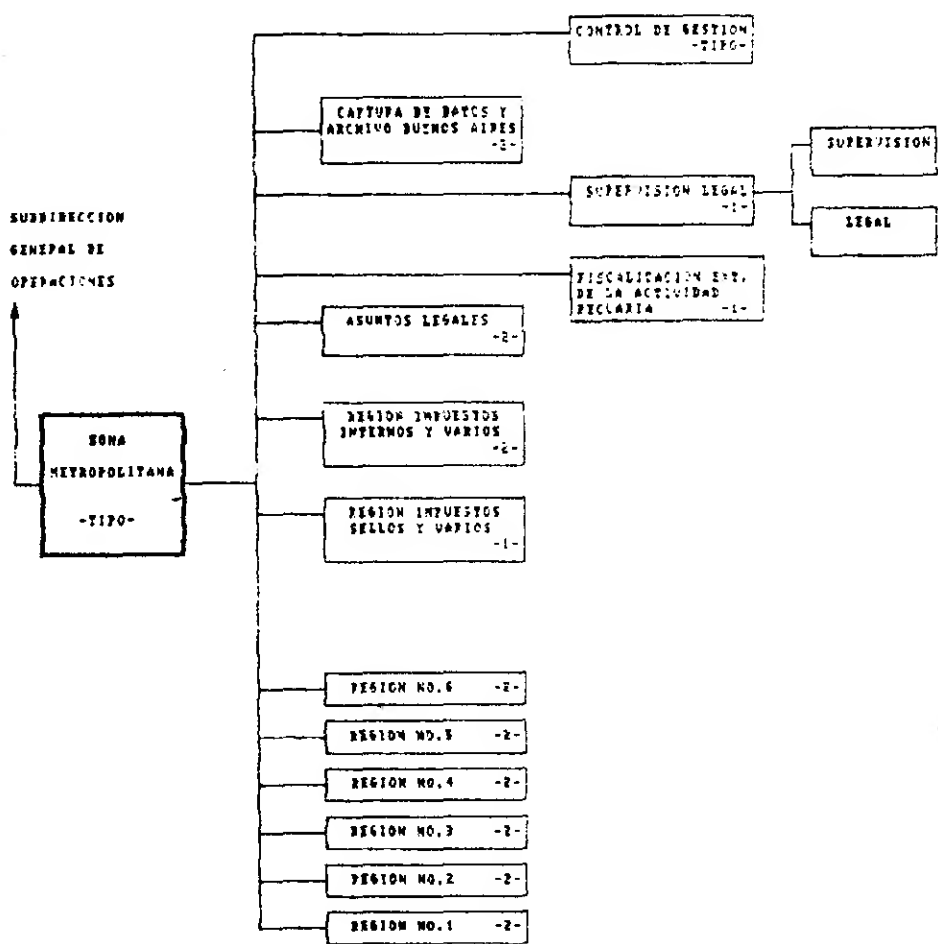 CONTROL DE GESTION
-TIPO-
CAPTURA DE DATOS Y
ARCHIVO BUENOS AIRES
-2-
SUPERVISION
SUPERVISION LEGAL
-1-
LEGAL
SUBDIRECCION
GENERAL DE
OPERACIONES
FISCALIZACION EXT.
DE LA ACTIVIDAD
PECUARIA -1-
ASUNTOS LEGALES
-2-
REGION IMPUESTOS
INTERNOS Y VARIOS
-2-
ZONA
METROPOLITANA
-TIPO-
REGION IMPUESTOS
SELLOS Y VARIOS
-1-
REGION NO.6 -2-
REGION NO.5 -2-
REGION NO.4 -2-
REGION NO.3 -2-
REGION NO.2 -2-
REGION NO.1 -2-